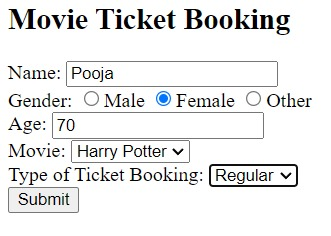 Movie Ticket Booking
Name: Pooja
Gender: Male Female Other
Age: 70
Movie: Harry Potter
Type of Ticket Booking: Regular
Submit